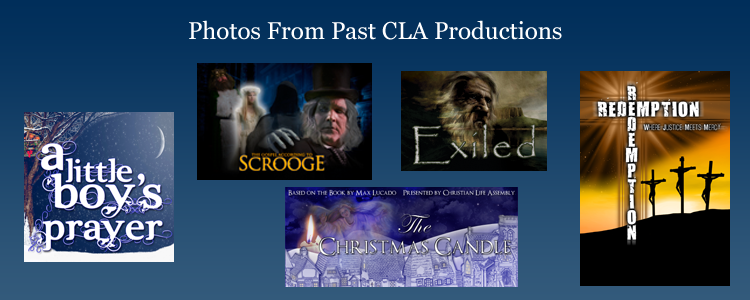 Photos From Past CLA Productions
a
little
boy's
prayer
THE GOSPEL ACCORDING TO
SCROOGE
Exiled
BASED ON THE BOOK BY MAX LUCADO PRESENTED BY CHRISTIAN LIFE ASSEMBLY
The
CHRISTMAS CANDLE
REDEMPTION
REDEMPTION
WHERE JUSTICE MEETS MERCY